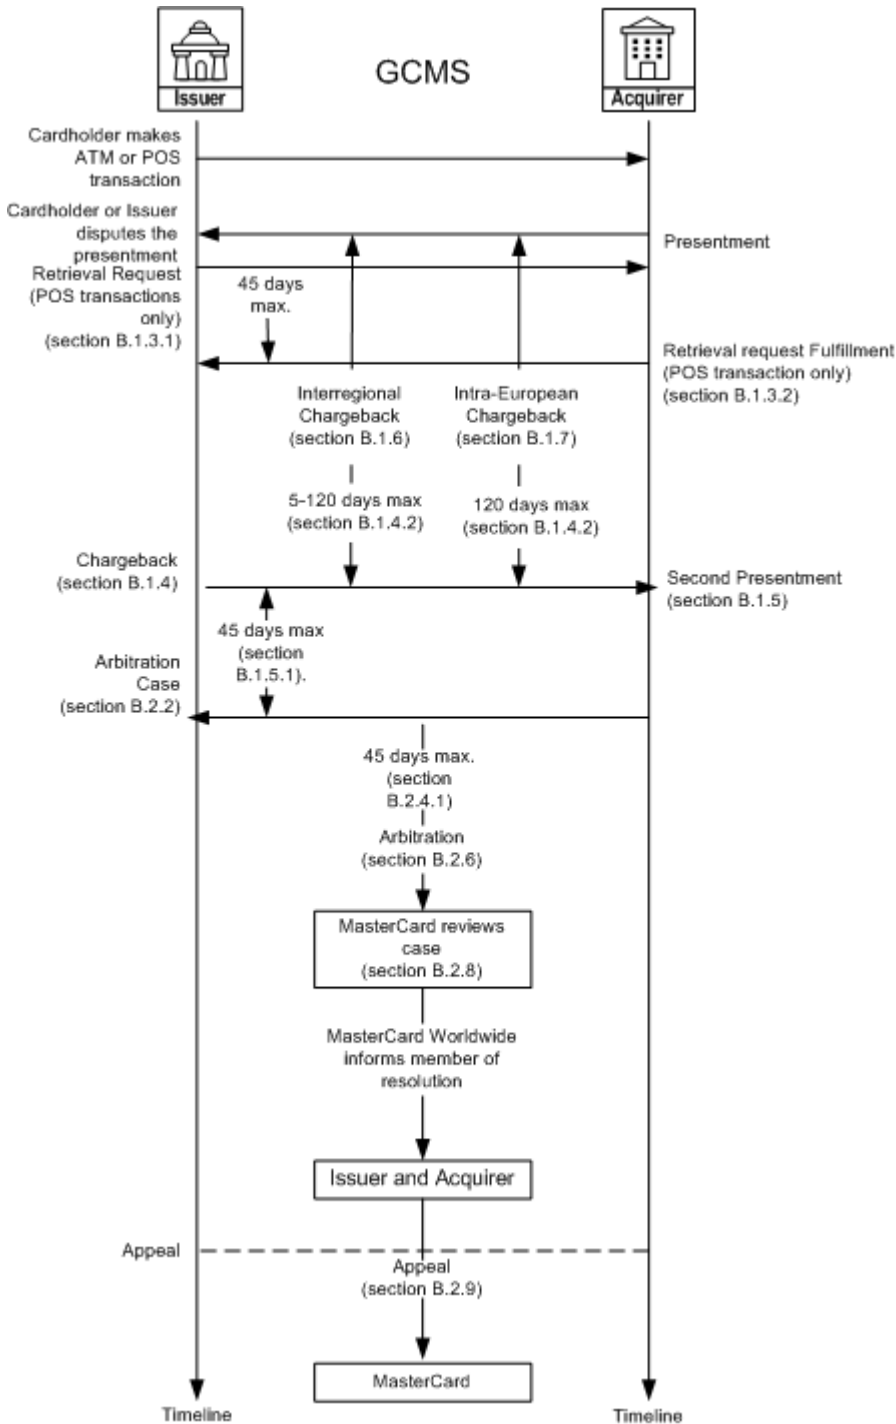 GCMS
Issuer
Acquirer
Cardholder makes
ATM or POS
transaction
Cardholder or Issuer
disputes the
presentment
Presentment
Retrieval Request
(POS transactions
only)
(section B.1.3.1)
45 days
max.
Retrieval request Fulfillment
(POS transaction only)
(section B.1.3.2)
Interregional
Chargeback
(section B.1.6)
Intra-European
Chargeback
(section B.1.7)
5-120 days max
(section B.1.4.2)
120 days max
(section B.1.4.2)
Chargeback
(section B.1.4)
Second Presentment
(section B.1.5)
45 days max
(section
B.1.5.1).
Arbitration
Case
(section B.2.2)
45 days max.
(section
B.2.4.1)
Arbitration
(section B.2.6)
MasterCard reviews
case
(section B.2.8)
MasterCard Worldwide
informs member of
resolution
Issuer and Acquirer
Appeal
Appeal
(section B.2.9)
MasterCard
Timeline
Timeline